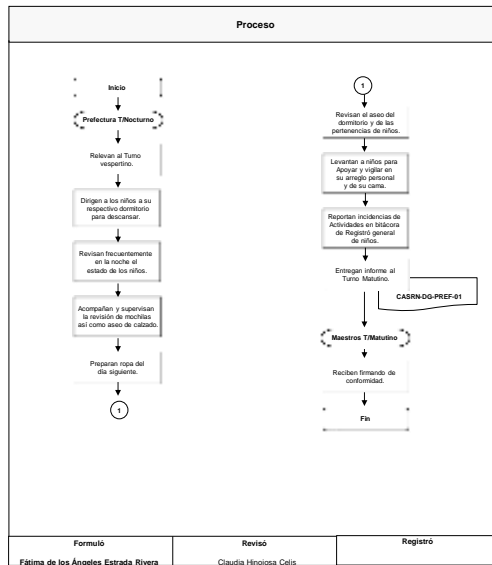 Proceso
Inicio
Prefectura T/Nocturno
Relevan al Turno
vespertino.
Dirigen a los niños a su
respectivo dormitorio
para descansar.
Revisan frecuentemente
en la noche el
estado de los niños.
Acompañan y supervisan
la revisión de mochilas
así como aseo de calzado.
Preparan ropa del
día siguiente.
1
1
Revisan el aseo del
dormitorio y de las
pertenencias de niños.
Levantan a niños para
Apoyar y vigilar en
su arreglo personal
y de su cama.
Reportan incidencias de
Actividades en bitácora
de Registró general
de niños.
Entregan informe al
Turno Matutino.
CASRN-DG-PREF-01
Maestros T/Matutino
Reciben firmando de
conformidad.
Fin
Formuló
Revisó
Registró
Fátima de los Ángeles Estrada Rivera
Claudia Hinojosa Celis